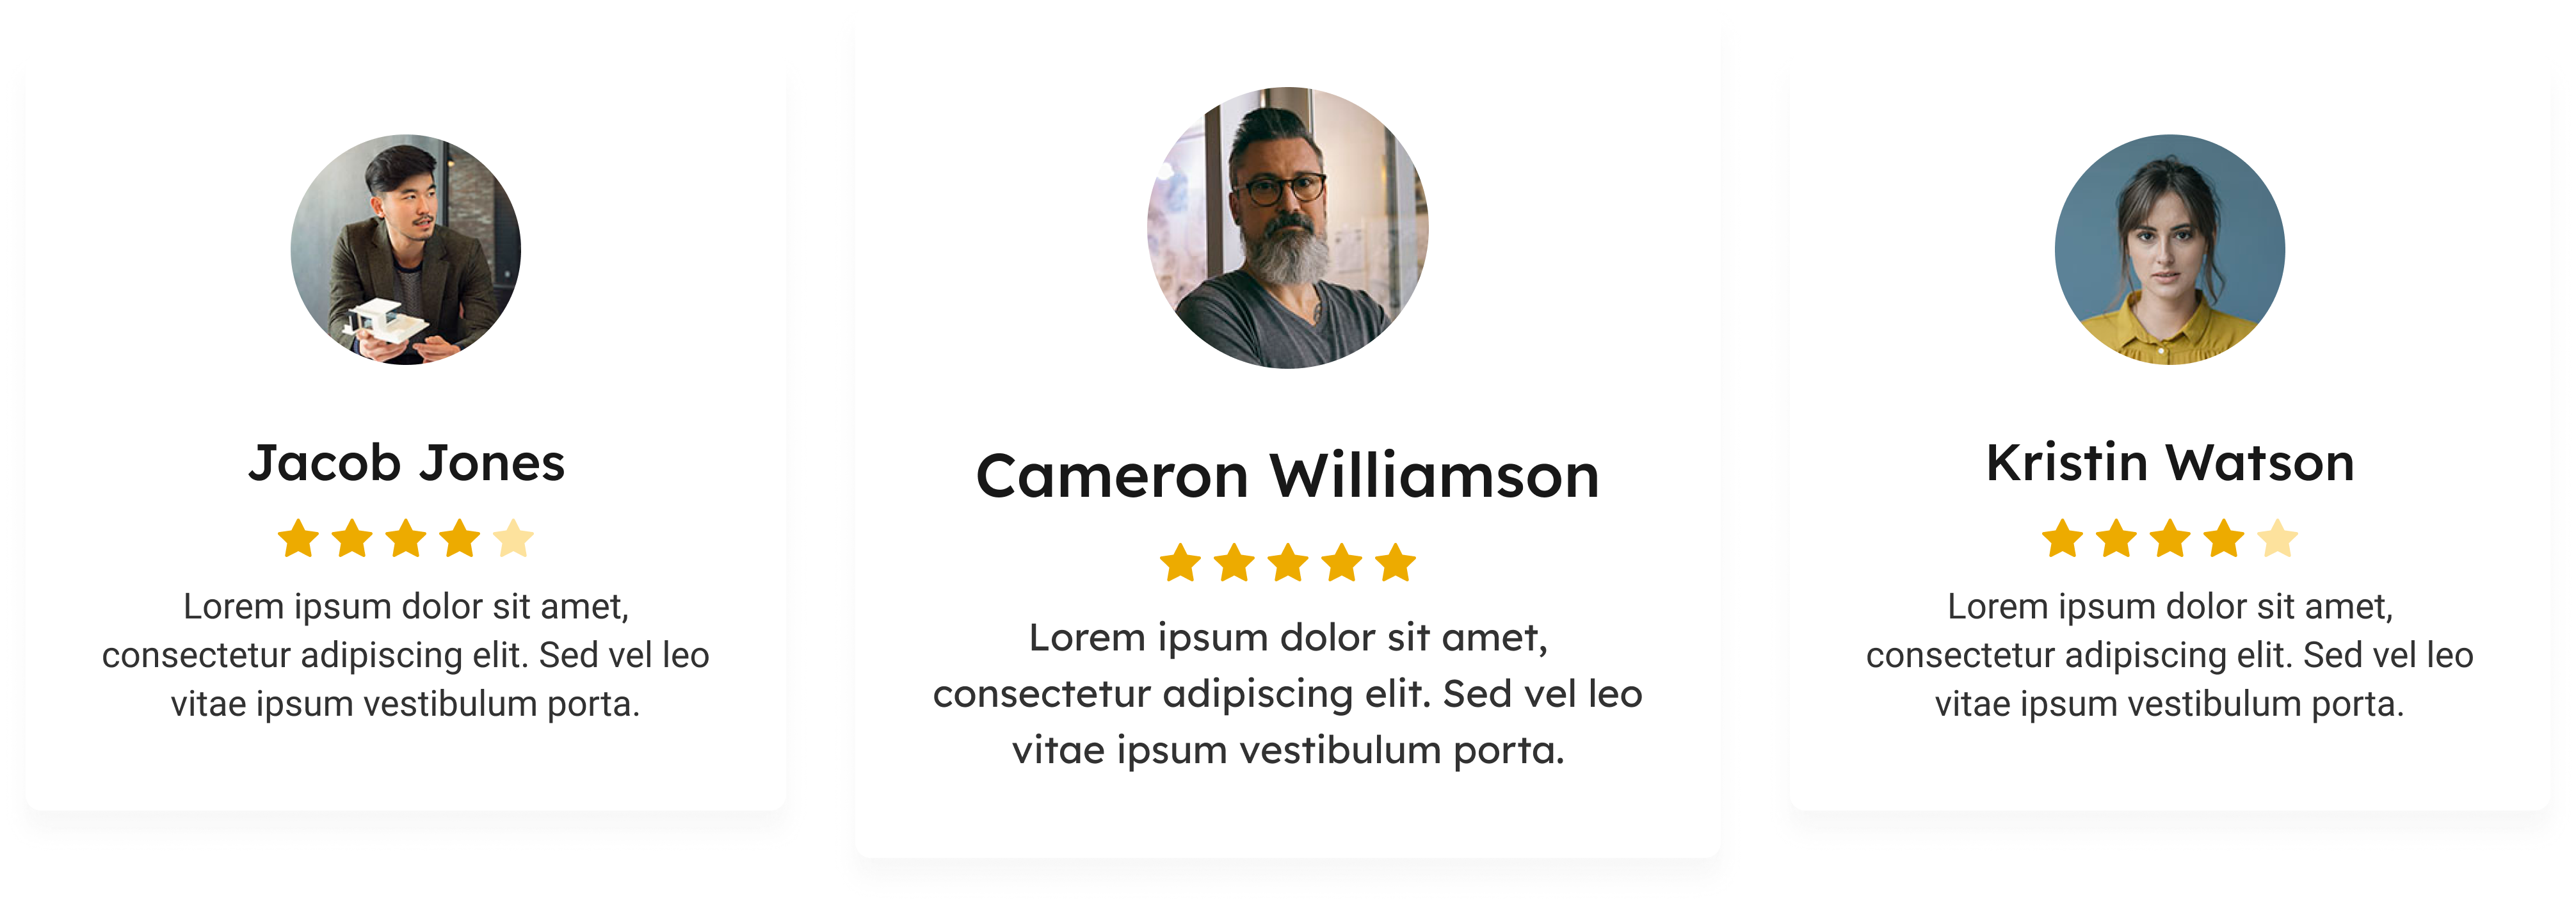 Jacob Jones
Lorem ipsum dolor sit amet,
consectetur adipiscing elit. Sed vel leo
vitae ipsum vestibulum porta.
Cameron Williamson
Lorem ipsum dolor sit amet,
consectetur adipiscing elit. Sed vel leo
vitae ipsum vestibulum porta.
Kristin Watson
Lorem ipsum dolor sit amet,
consectetur adipiscing elit. Sed vel leo
vitae ipsum vestibulum porta.